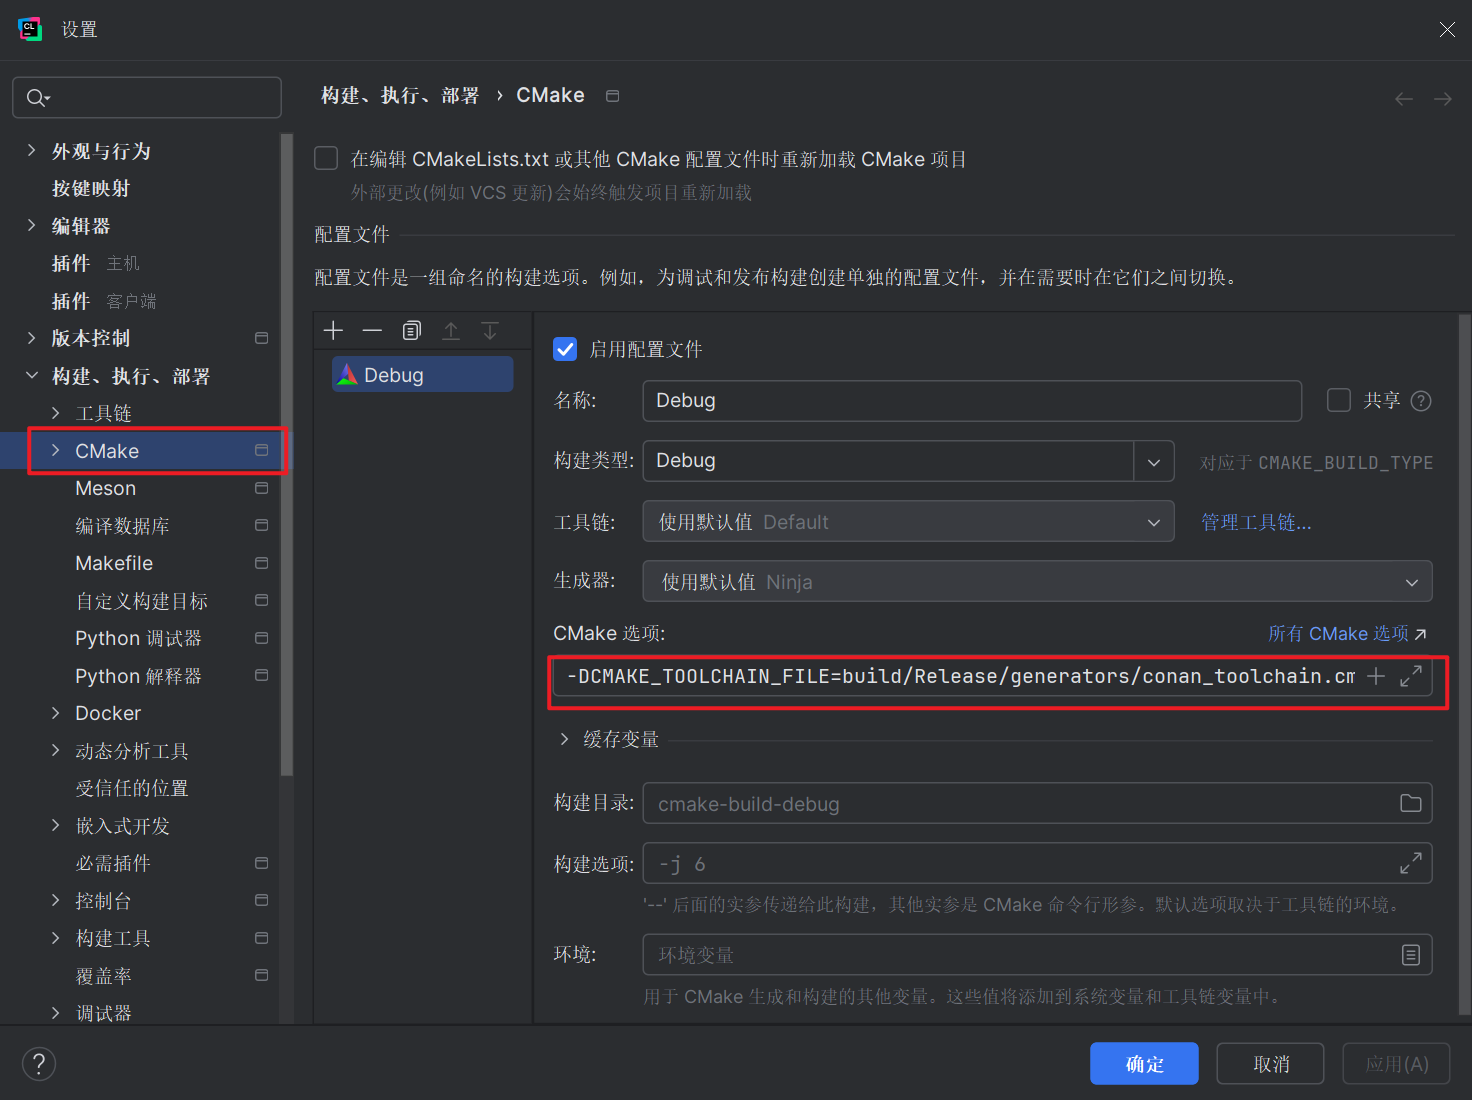 CL
设置
构建、执行、部署 › CMake
外观与行为
按键映射
编辑器
插件 主机
插件 客户端
版本控制
构建、执行、部署
工具链
CMake
Meson
编译数据库
Makefile
自定义构建目标
Python 调试器
Python 解释器
Docker
动态分析工具
受信任的位置
嵌入式开发
必需插件
控制台
构建工具
覆盖率
调试器
在编辑 CMakeLists.txt 或其他 CMake 配置文件时重新加载 CMake 项目
外部更改(例如 VCS 更新)会始终触发项目重新加载
配置文件
配置文件是一组命名的构建选项。例如，为调试和发布构建创建单独的配置文件，并在需要时在它们之间切换。
Debug
启用配置文件
名称: Debug 共享 ?
构建类型: Debug 对应于 CMAKE_BUILD_TYPE
工具链: 使用默认值 Default 管理工具链...
生成器: 使用默认值 Ninja
CMake 选项: 所有 CMake 选项↗
-DCMAKE_TOOLCHAIN_FILE=build/Release/generators/conan_toolchain.cm
缓存变量
构建目录: cmake-build-debug
构建选项: -j 6
'--' 后面的实参传递给此构建，其他实参是 CMake 命令行形参。默认选项取决于工具链的环境。
环境: 环境变量
用于 CMake 生成和构建的其他变量。这些值将添加到系统变量和工具链变量中。
? 确定 取消 应用(A)